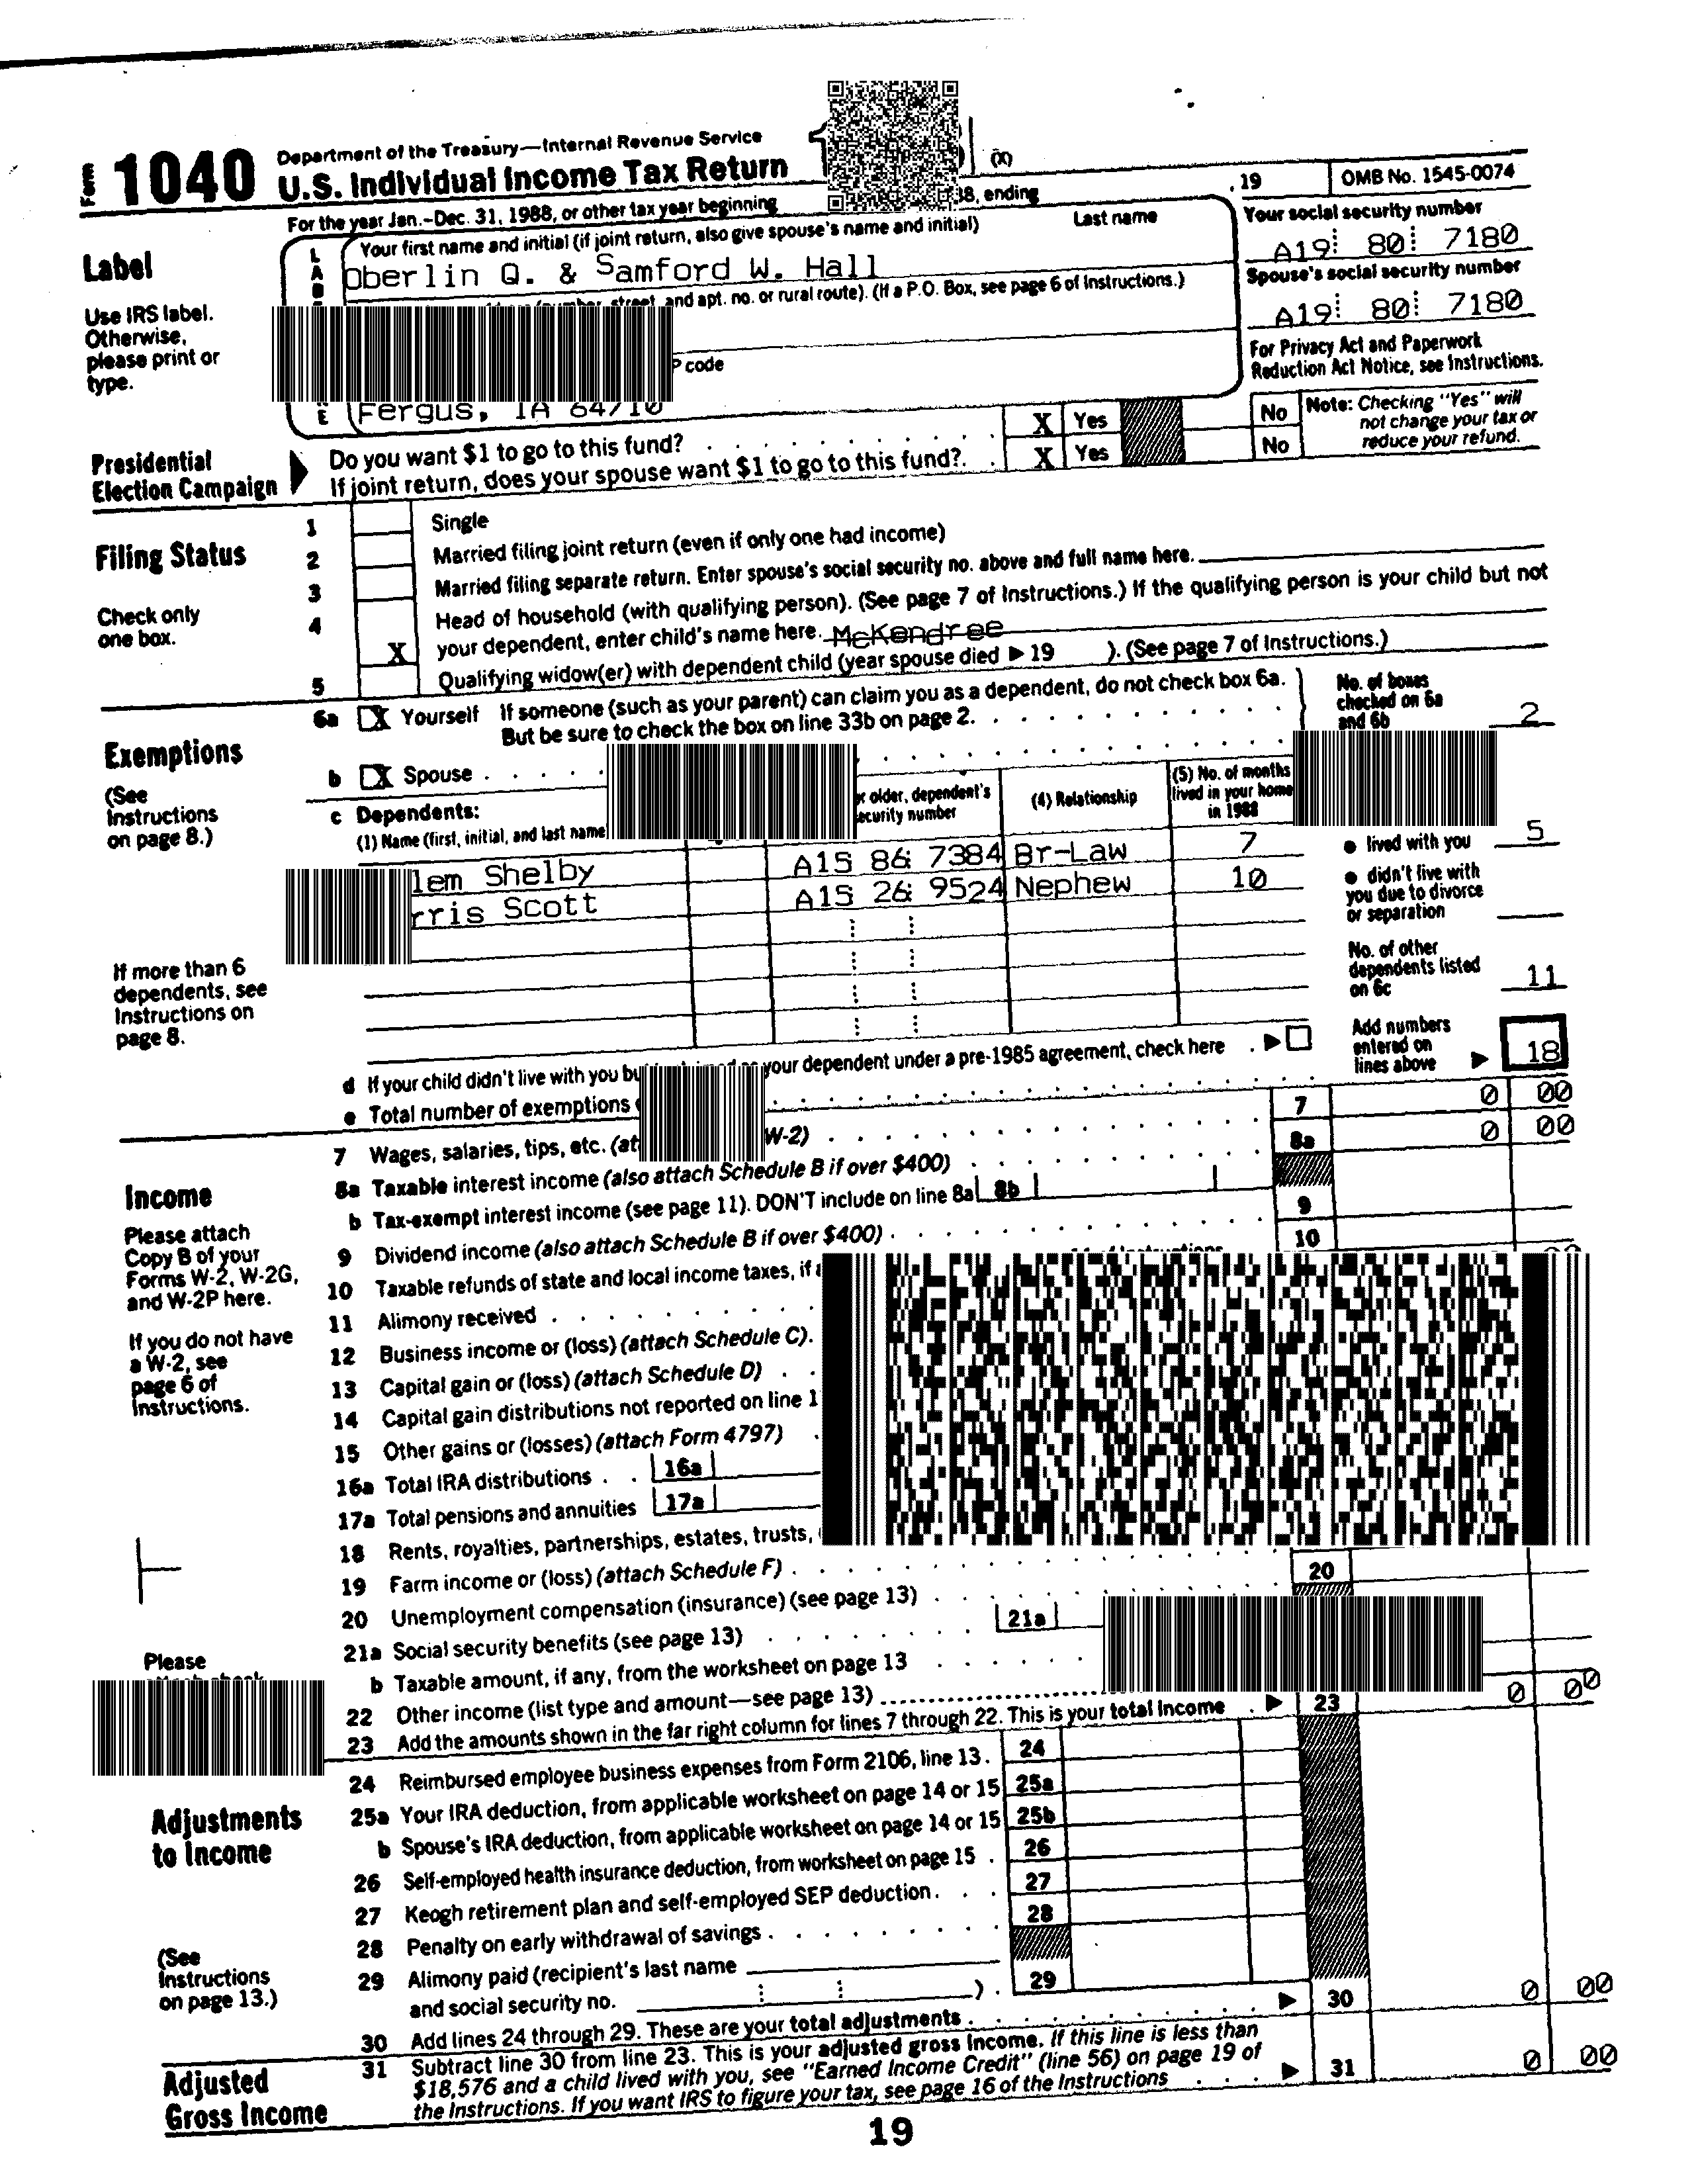 Form 1040 Department of the Treasury—Internal Revenue Service
U.S. Individual Income Tax Return (X)
For the year Jan.-Dec. 31, 1988, or other tax year beginning 88, ending , 19 OMB No. 1545-0074
Label
Use IRS label.
Otherwise,
please print or
type.
L
A
B
E
Your first name and initial (if joint return, also give spouse's name and initial) Last name
Oberlin Q. & Samford W. Hall
street, and apt. no. or rural route). (If a P.O. Box, see page 6 of Instructions.)
code
Fergus, IA 64710
Your social security number
A19 80 7180
Spouse's social security number
A19 80 7180
For Privacy Act and Paperwork
Reduction Act Notice, see Instructions.
Presidential
Election Campaign
Do you want $1 to go to this fund? X Yes No
If joint return, does your spouse want $1 to go to this fund?. X Yes No
Note: Checking "Yes" will
not change your tax or
reduce your refund.
Filing Status
Check only
one box.
1 Single
2 Married filing joint return (even if only one had income)
3 Married filing separate return. Enter spouse's social security no. above and full name here.
4 Head of household (with qualifying person). (See page 7 of Instructions.) If the qualifying person is your child but not
X your dependent, enter child's name here. McKendree
5 Qualifying widow(er) with dependent child (year spouse died ▶ 19 ). (See page 7 of Instructions.)
Exemptions
(See
Instructions
on page 8.)
If more than 6
dependents, see
Instructions on
page 8.
6a X Yourself If someone (such as your parent) can claim you as a dependent, do not check box 6a.
But be sure to check the box on line 33b on page 2.
b X Spouse
c Dependents:
(1) Name (first, initial, and last name
older, dependent's
security number
(4) Relationship
(5) No. of months
lived in your home
in 1988
lem Shelby A15 86 7384 Br-Law 7
rris Scott A15 26 9524 Nephew 10
No. of boxes
checked on 6a
and 6b 2
● lived with you 5
● didn't live with
you due to divorce
or separation
No. of other
dependents listed
on 6c 11
Add numbers
entered on
lines above ▶ 18
d If your child didn't live with you your dependent under a pre-1985 agreement, check here ▶
e Total number of exemptions
Income
Please attach
Copy B of your
Forms W-2, W-2G,
and W-2P here.
If you do not have
a W-2, see
page 6 of
Instructions.
Please
7 Wages, salaries, tips, etc. W-2) 7 0 00
8a Taxable interest income (also attach Schedule B if over $400) 8a 0 00
b Tax-exempt interest income (see page 11). DON'T include on line 8a 8b
9 Dividend income (also attach Schedule B if over $400) 9
10 Taxable refunds of state and local income taxes, if 10
11 Alimony received
12 Business income or (loss) (attach Schedule C).
13 Capital gain or (loss) (attach Schedule D)
14 Capital gain distributions not reported on line 1
15 Other gains or (losses) (attach Form 4797)
16a Total IRA distributions 16a
17a Total pensions and annuities 17a
18 Rents, royalties, partnerships, estates, trusts,
19 Farm income or (loss) (attach Schedule F)
20 Unemployment compensation (insurance) (see page 13) 20
21a Social security benefits (see page 13) 21a
b Taxable amount, if any, from the worksheet on page 13
22 Other income (list type and amount—see page 13)
23 Add the amounts shown in the far right column for lines 7 through 22. This is your total income ▶ 23 0 00
Adjustments
to Income
(See
Instructions
on page 13.)
24 Reimbursed employee business expenses from Form 2106, line 13. 24
25a Your IRA deduction, from applicable worksheet on page 14 or 15 25a
b Spouse's IRA deduction, from applicable worksheet on page 14 or 15 25b
26 Self-employed health insurance deduction, from worksheet on page 15 26
27 Keogh retirement plan and self-employed SEP deduction 27
28 Penalty on early withdrawal of savings 28
29 Alimony paid (recipient's last name
and social security no. ) 29
30 Add lines 24 through 29. These are your total adjustments ▶ 30 0 00
Adjusted
Gross Income
31 Subtract line 30 from line 23. This is your adjusted gross income. If this line is less than
$18,576 and a child lived with you, see "Earned Income Credit" (line 56) on page 19 of
the Instructions. If you want IRS to figure your tax, see page 16 of the Instructions ▶ 31 0 00
19